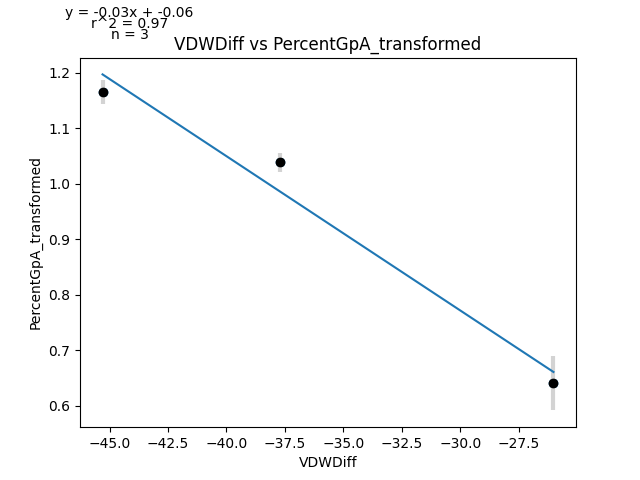 y = -0.03x + -0.06
r^2 = 0.97
n = 3
VDWDiff vs PercentGpA_transformed
1.2
1.1
1.0
0.9
0.8
0.7
0.6
PercentGpA_transformed
−45.0 −42.5 −40.0 −37.5 −35.0 −32.5 −30.0 −27.5
VDWDiff